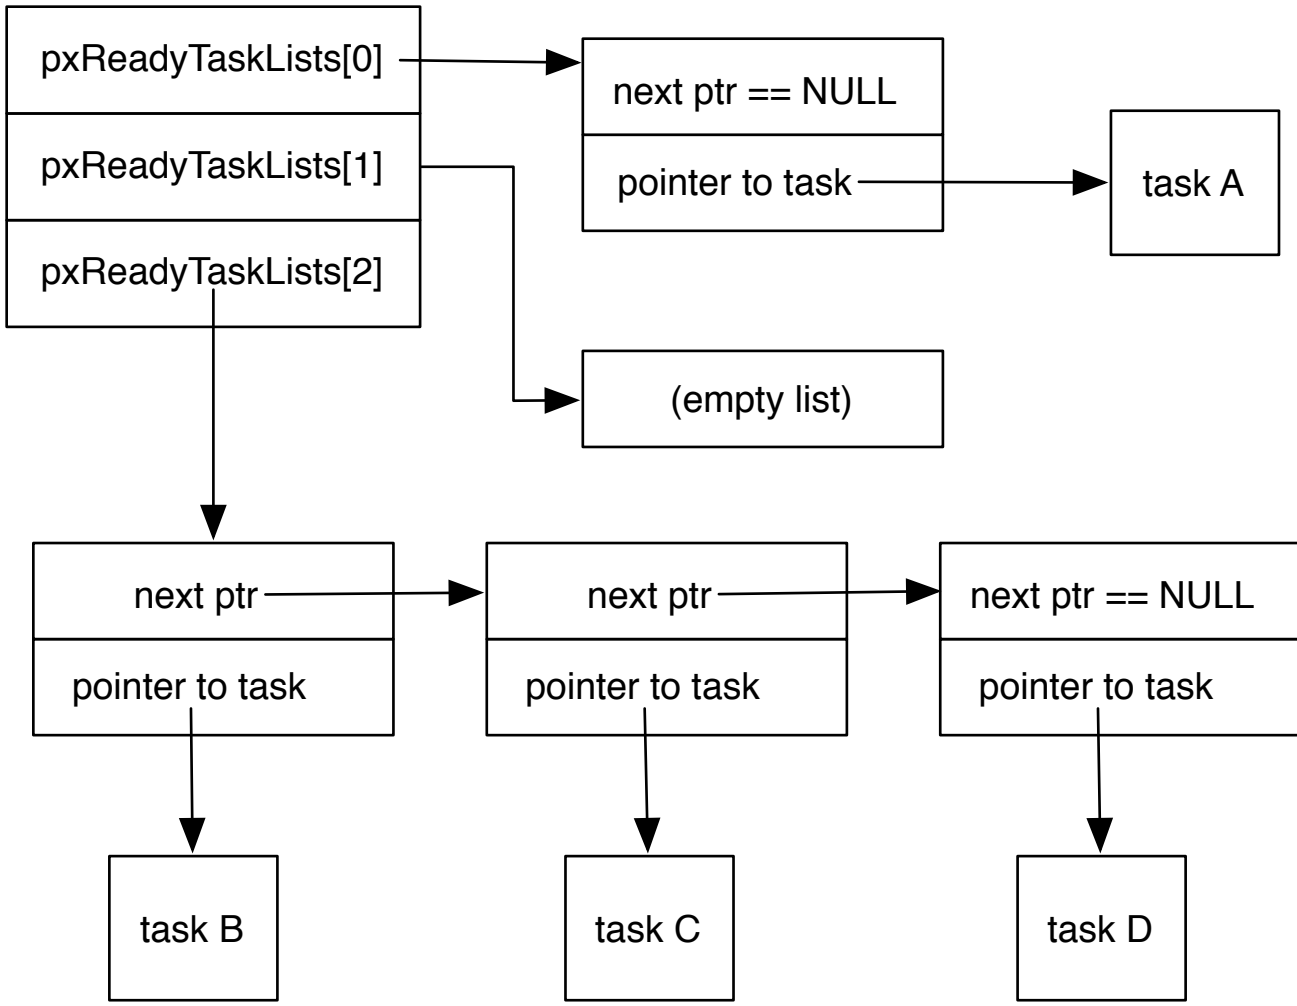 pxReadyTaskLists[0]
next ptr == NULL
pxReadyTaskLists[1]
pointer to task
task A
pxReadyTaskLists[2]
(empty list)
next ptr
next ptr
next ptr == NULL
pointer to task
pointer to task
pointer to task
task B
task C
task D